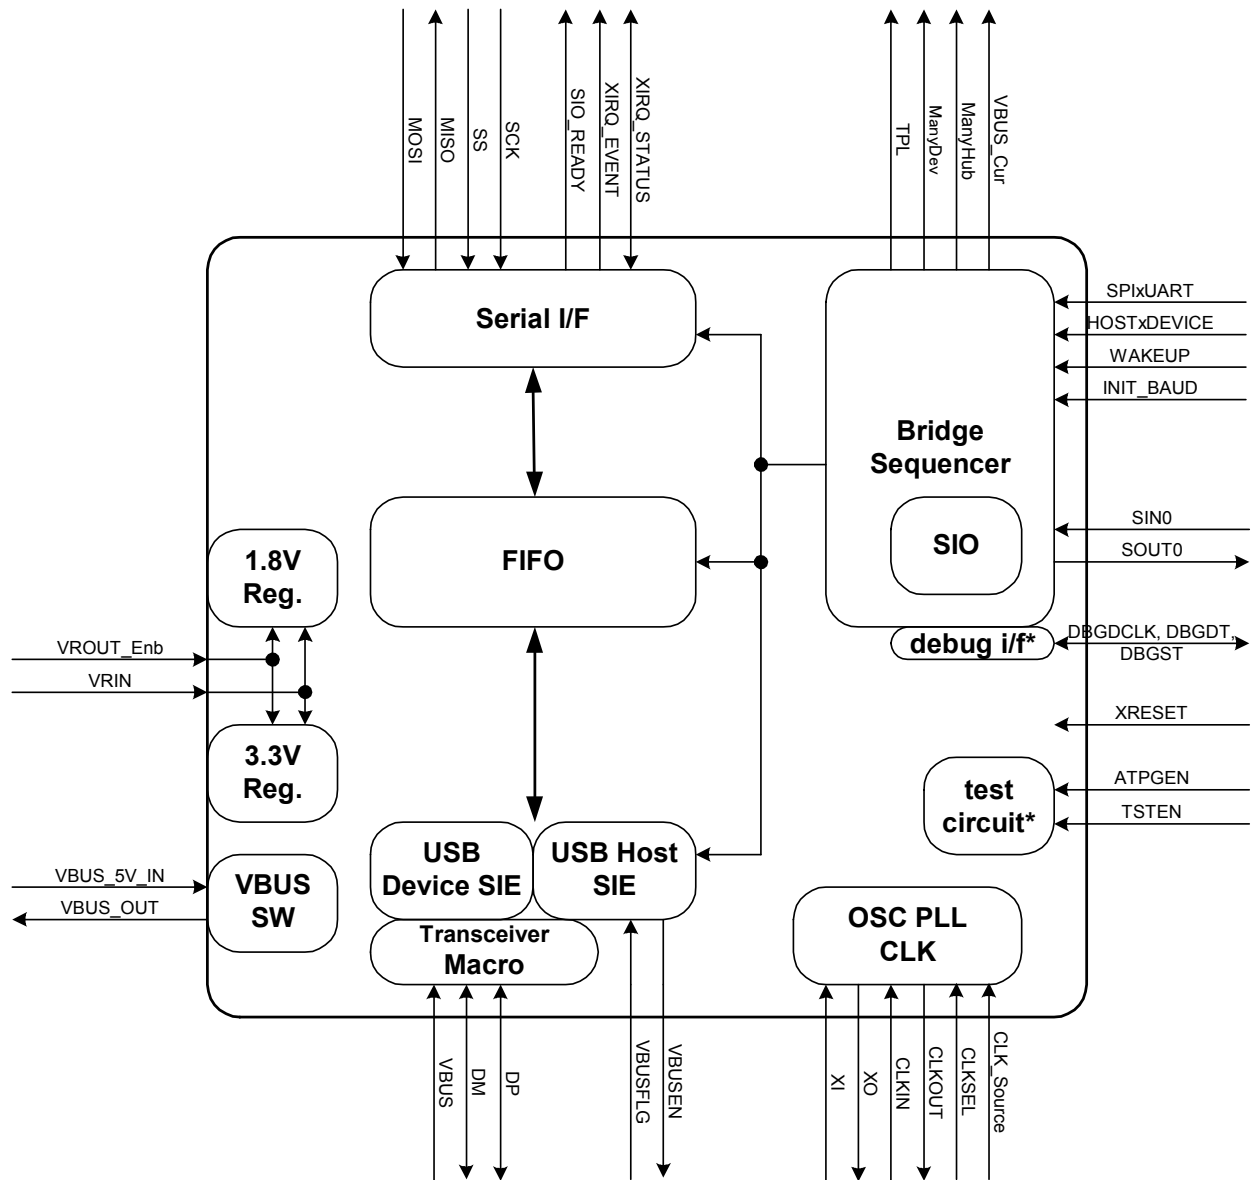 MOSI
MISO
SS
SCK
SIO_READY
XIRQ_EVENT
XIRQ_STATUS
TPL
ManyDev
ManyHub
VBUS_Cur
Serial I/F
SPIxUART
HOSTxDEVICE
WAKEUP
INIT_BAUD
Bridge
Sequencer
SIO
SIN0
SOUT0
FIFO
1.8V
Reg.
debug i/f*
DBGDCLK, DBGDT,
DBGST
VROUT_Enb
VRIN
3.3V
Reg.
XRESET
test
circuit*
ATPGEN
TSTEN
VBUS_5V_IN
VBUS_OUT
VBUS
SW
USB
Device SIE
USB Host
SIE
Transceiver
Macro
OSC PLL
CLK
VBUS
DM
DP
VBUSFLG
VBUSEN
XI
XO
CLKIN
CLKOUT
CLKSEL
CLK_Source